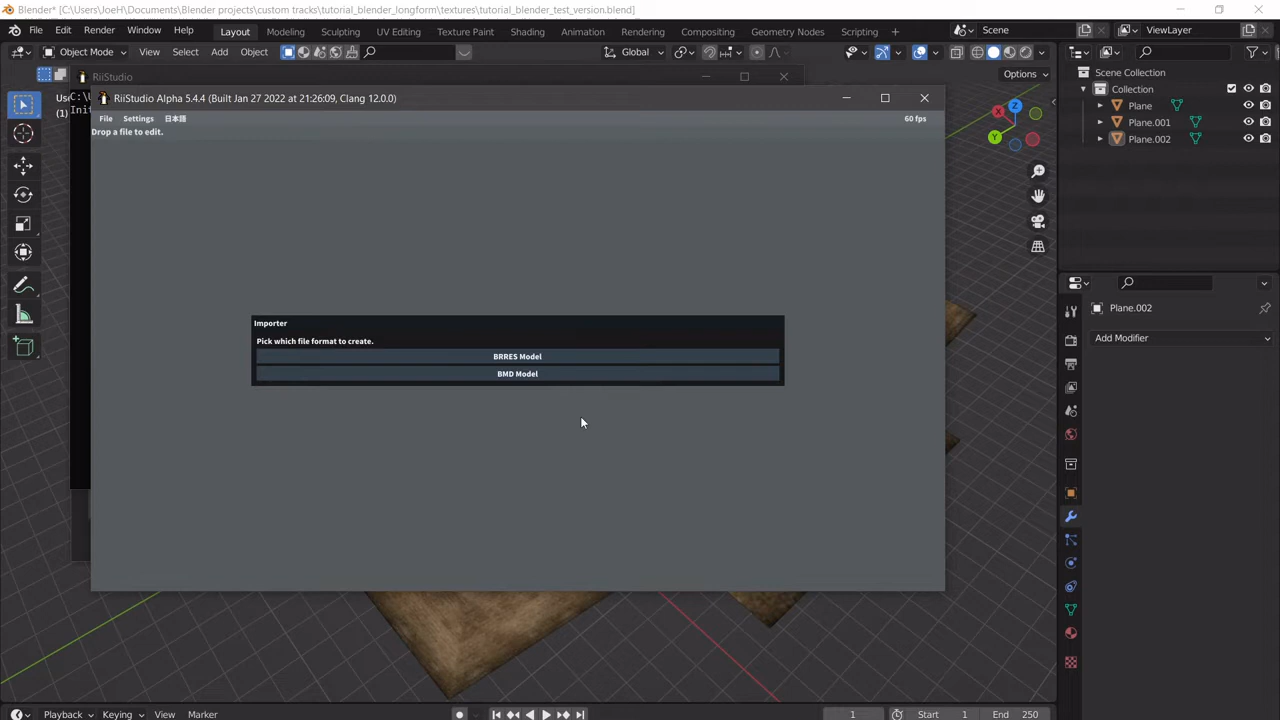 Blender* [C:\Users\JoeH\Documents\Blender projects\custom tracks\tutorial_blender_longform\textures\tutorial_blender_test_version.blend]
File Edit Render Window Help Layout Modeling Sculpting UV Editing Texture Paint Shading Animation Rendering Compositing Geometry Nodes Scripting + Scene ViewLayer
Object Mode View Select Add Object Global
RiiStudio
Options
Scene Collection
Collection
Plane
Plane.001
Plane.002
RiiStudio Alpha 5.4.4 (Built Jan 27 2022 at 21:26:09, Clang 12.0.0)
File Settings 日本語 60 fps
Drop a file to edit.
Importer
Pick which file format to create.
BRRES Model
BMD Model
X
Y
Z
Plane.002
Add Modifier
Playback Keying View Marker 1 Start 1 End 250